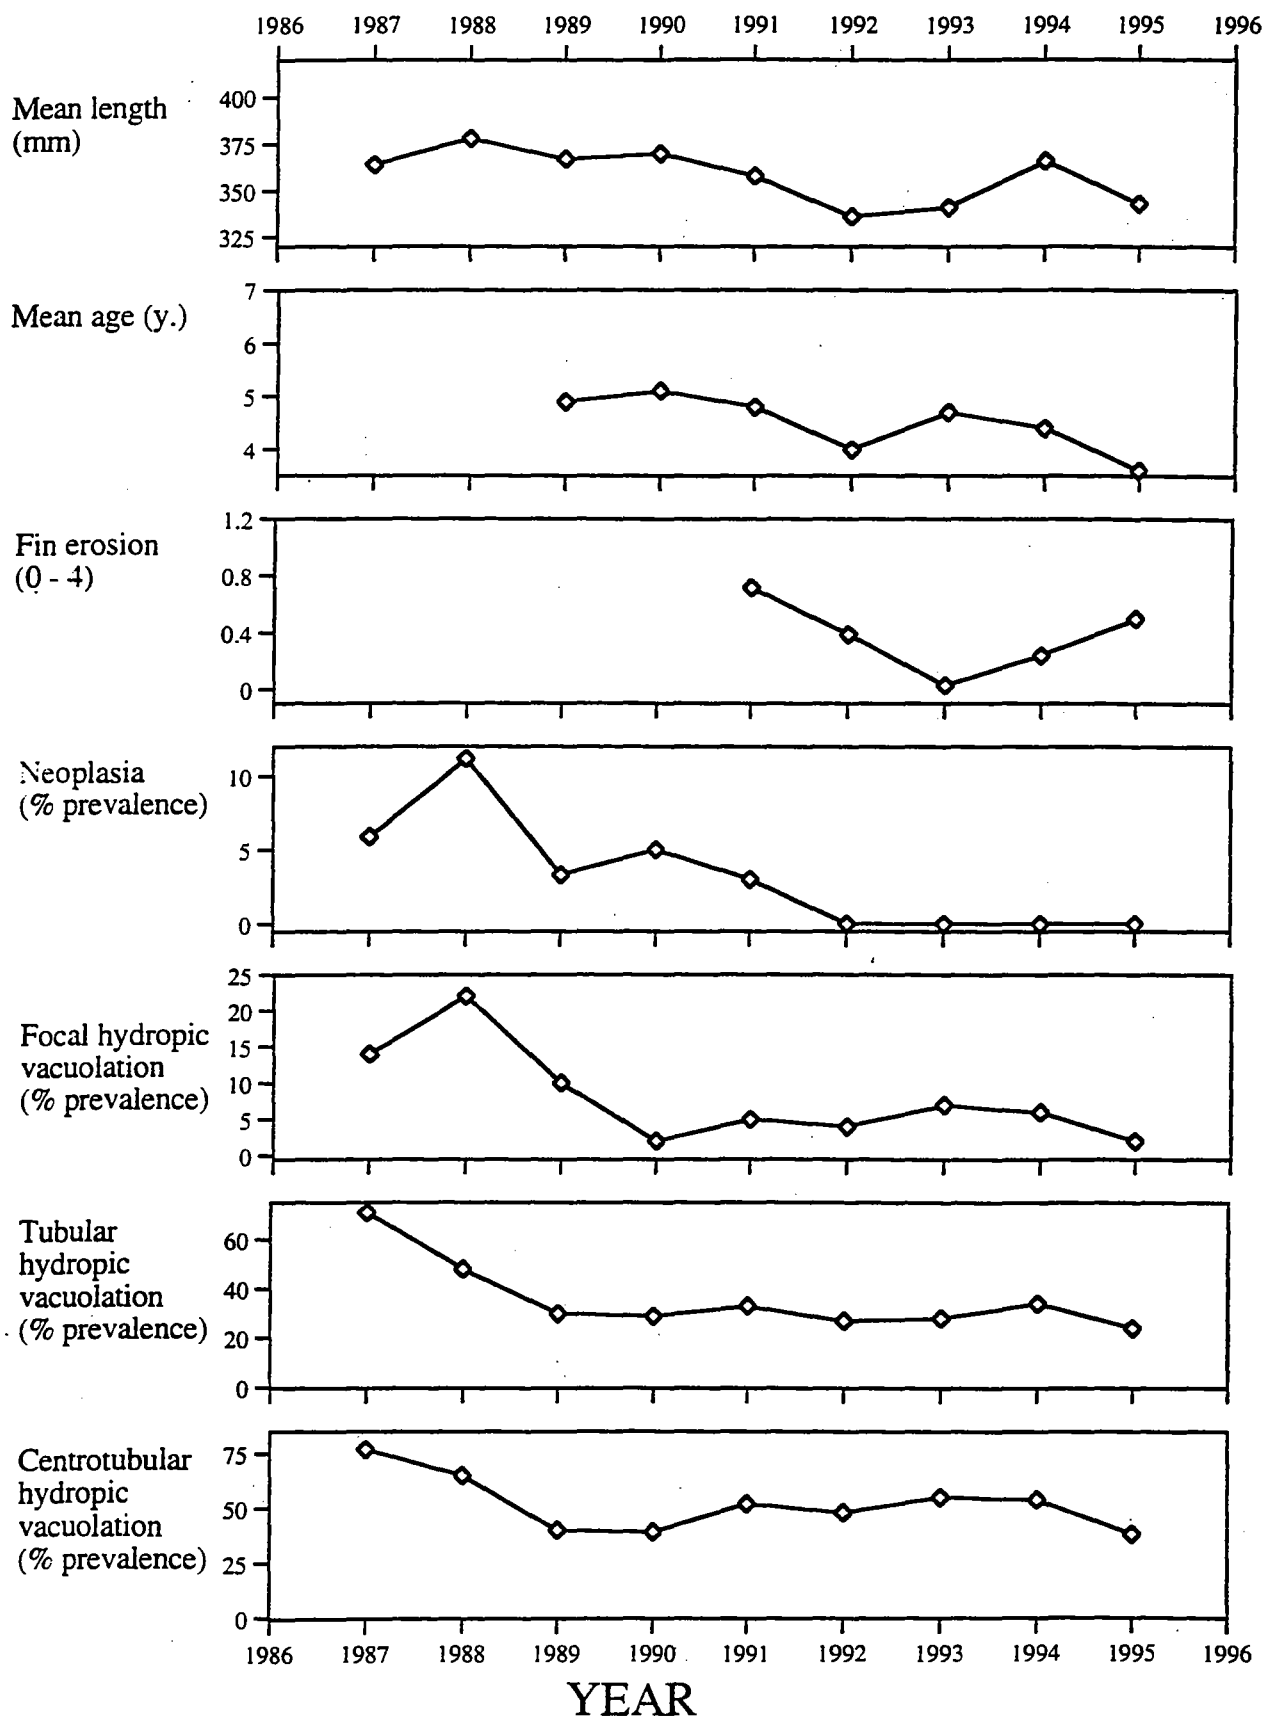 1986 1987 1988 1989 1990 1991 1992 1993 1994 1995 1996
Mean length
(mm)
400
375
350
325
Mean age (y.)
7
6
5
4
Fin erosion
(0 - 4)
1.2
0.8
0.4
0
Neoplasia
(% prevalence)
10
5
0
Focal hydropic
vacuolation
(% prevalence)
25
20
15
10
5
0
Tubular
hydropic
vacuolation
(% prevalence)
60
40
20
0
Centrotubular
hydropic
vacuolation
(% prevalence)
75
50
25
0
1986 1987 1988 1989 1990 1991 1992 1993 1994 1995 1996
YEAR